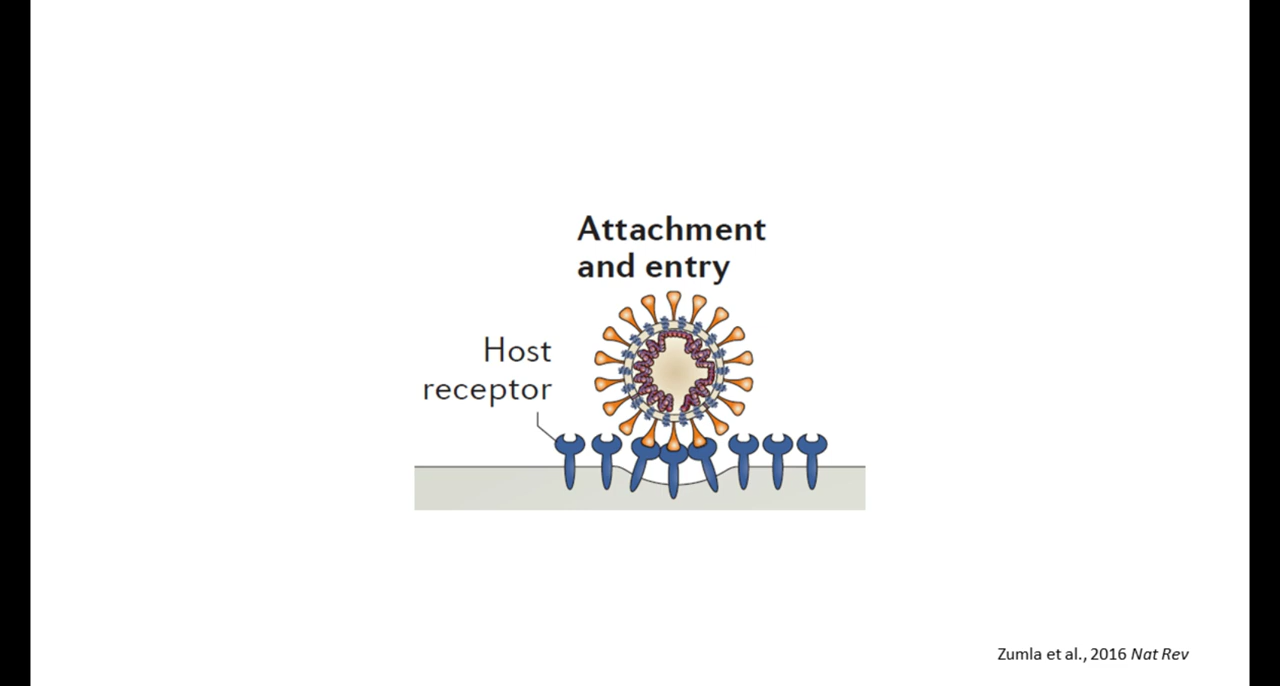 Attachment
and entry
Host
receptor
Zumla et al., 2016 Nat Rev